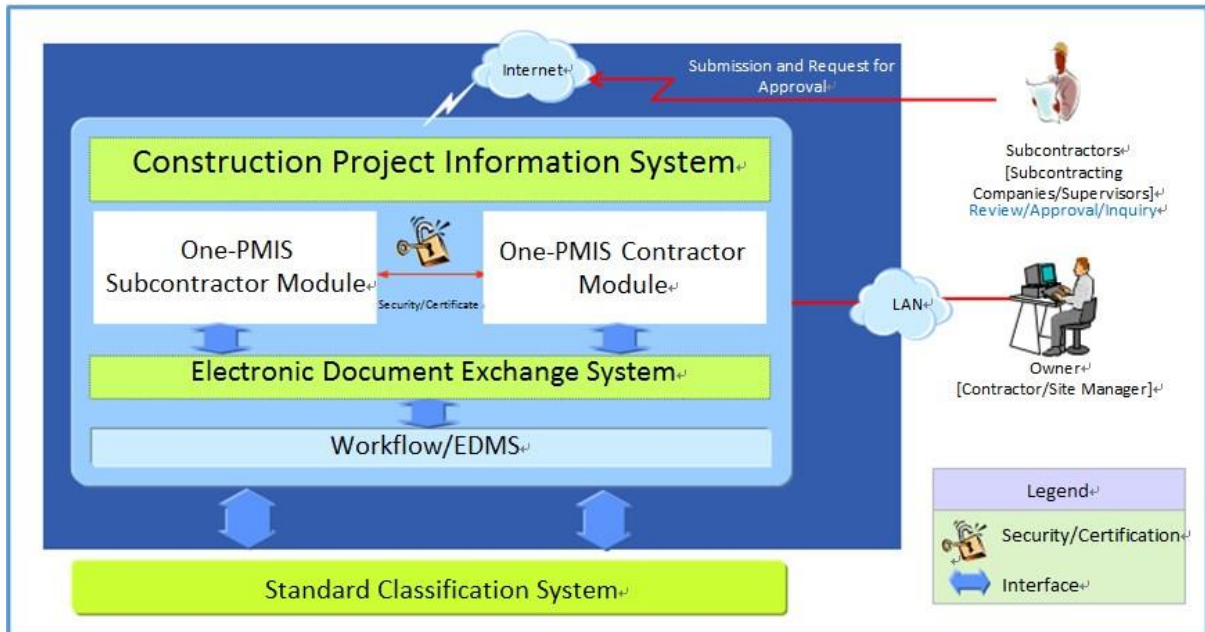 Internet
Submission and Request for
Approval
Construction Project Information System
Subcontractors
[Subcontracting
Companies/Supervisors]
Review/Approval/Inquiry
One-PMIS
Subcontractor Module
Security/Certificate
One-PMIS Contractor
Module
LAN
Electronic Document Exchange System
Owner
[Contractor/Site Manager]
Workflow/EDMS
Legend
Security/Certification
Interface
Standard Classification System